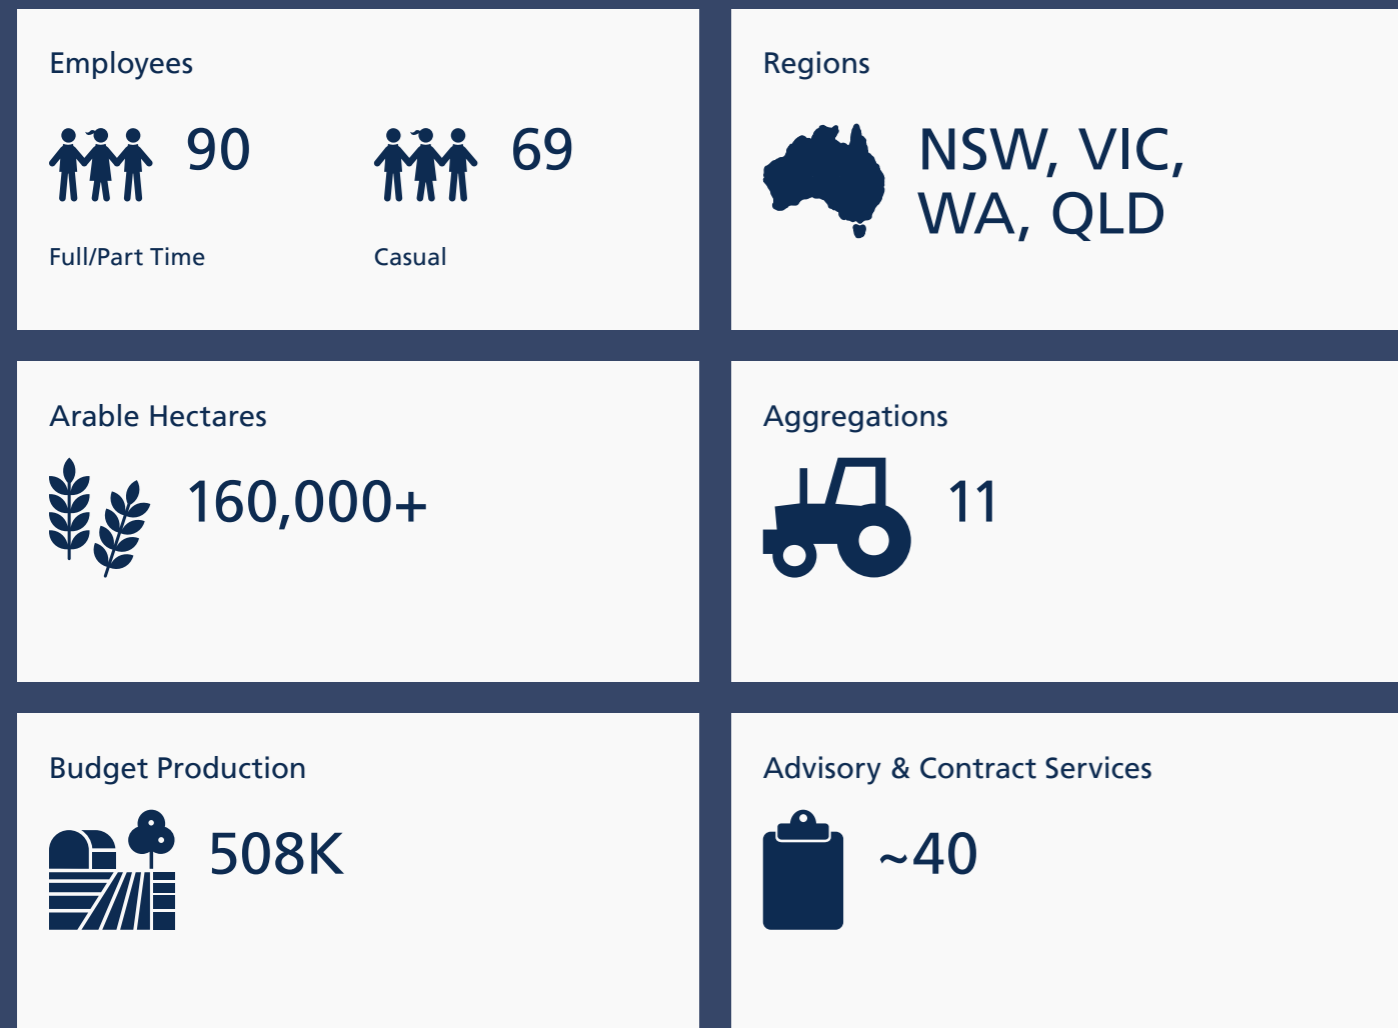 Employees
90
69
Full/Part Time
Casual
Regions
NSW, VIC,
WA, QLD
Arable Hectares
160,000+
Aggregations
11
Budget Production
508K
Advisory & Contract Services
~40